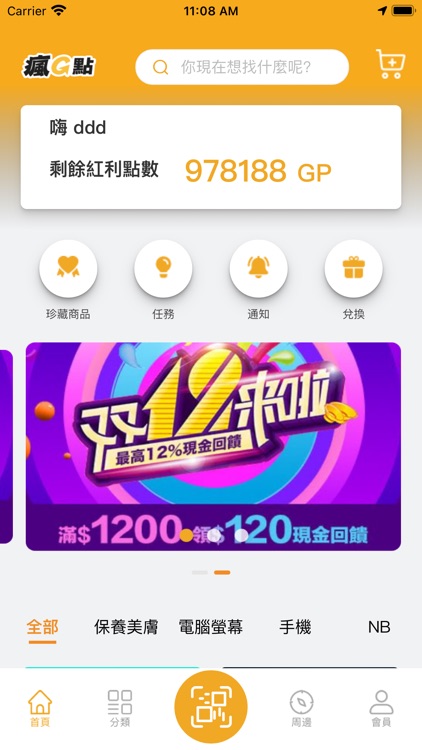 Carrier
11:08 AM
瘋G點
你現在想找什麼呢?
嗨 ddd
剩餘紅利點數 978188 GP
珍藏商品 任務 通知 兌換
双12來啦
最高12%現金回饋
滿$1200 領$120現金回饋
全部 保養美膚 電腦螢幕 手機 NB
首頁 分類 周邊 會員